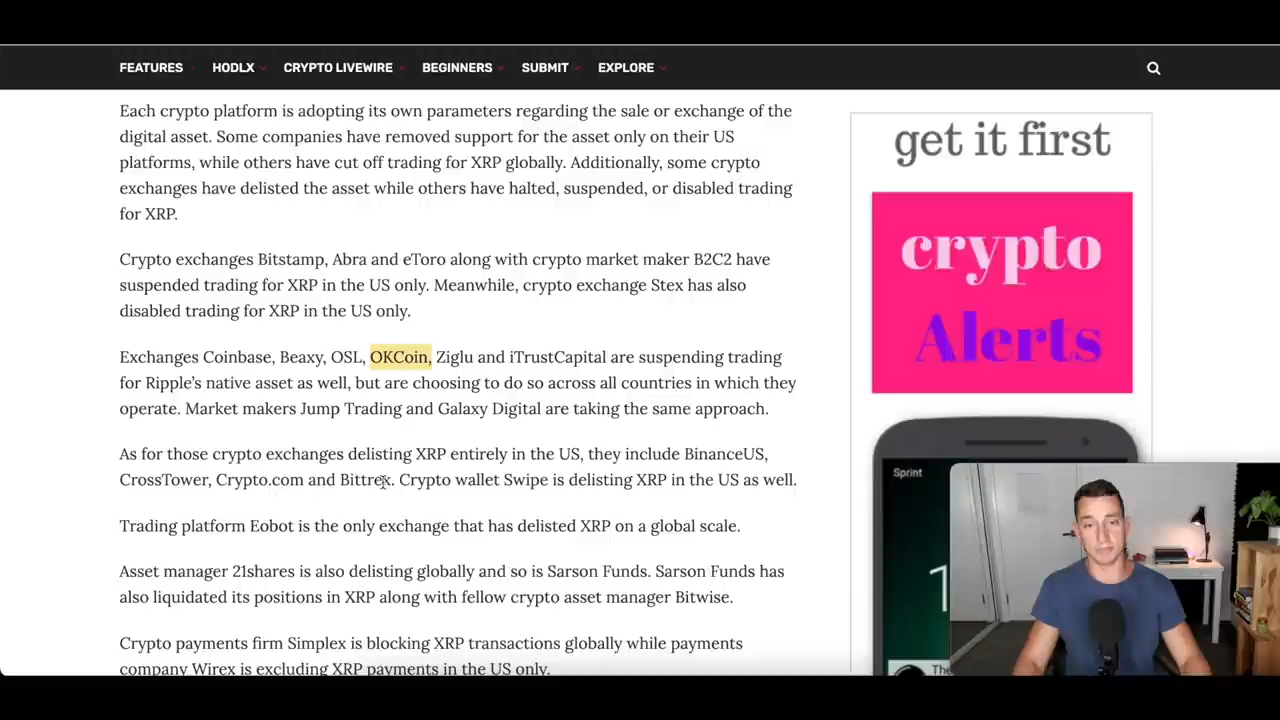 FEATURES HODLX CRYPTO LIVEWIRE BEGINNERS SUBMIT EXPLORE
Each crypto platform is adopting its own parameters regarding the sale or exchange of the
digital asset. Some companies have removed support for the asset only on their US
platforms, while others have cut off trading for XRP globally. Additionally, some crypto
exchanges have delisted the asset while others have halted, suspended, or disabled trading
for XRP.
Crypto exchanges Bitstamp, Abra and eToro along with crypto market maker B2C2 have
suspended trading for XRP in the US only. Meanwhile, crypto exchange Stex has also
disabled trading for XRP in the US only.
Exchanges Coinbase, Beaxy, OSL, OKCoin, Ziglu and iTrustCapital are suspending trading
for Ripple's native asset as well, but are choosing to do so across all countries in which they
operate. Market makers Jump Trading and Galaxy Digital are taking the same approach.
As for those crypto exchanges delisting XRP entirely in the US, they include BinanceUS,
CrossTower, Crypto.com and Bittrex. Crypto wallet Swipe is delisting XRP in the US as well.
Trading platform Eobot is the only exchange that has delisted XRP on a global scale.
Asset manager 21shares is also delisting globally and so is Sarson Funds. Sarson Funds has
also liquidated its positions in XRP along with fellow crypto asset manager Bitwise.
Crypto payments firm Simplex is blocking XRP transactions globally while payments
company Wirex is excluding XRP payments in the US only.
get it first
crypto
Alerts
Sprint
1
The